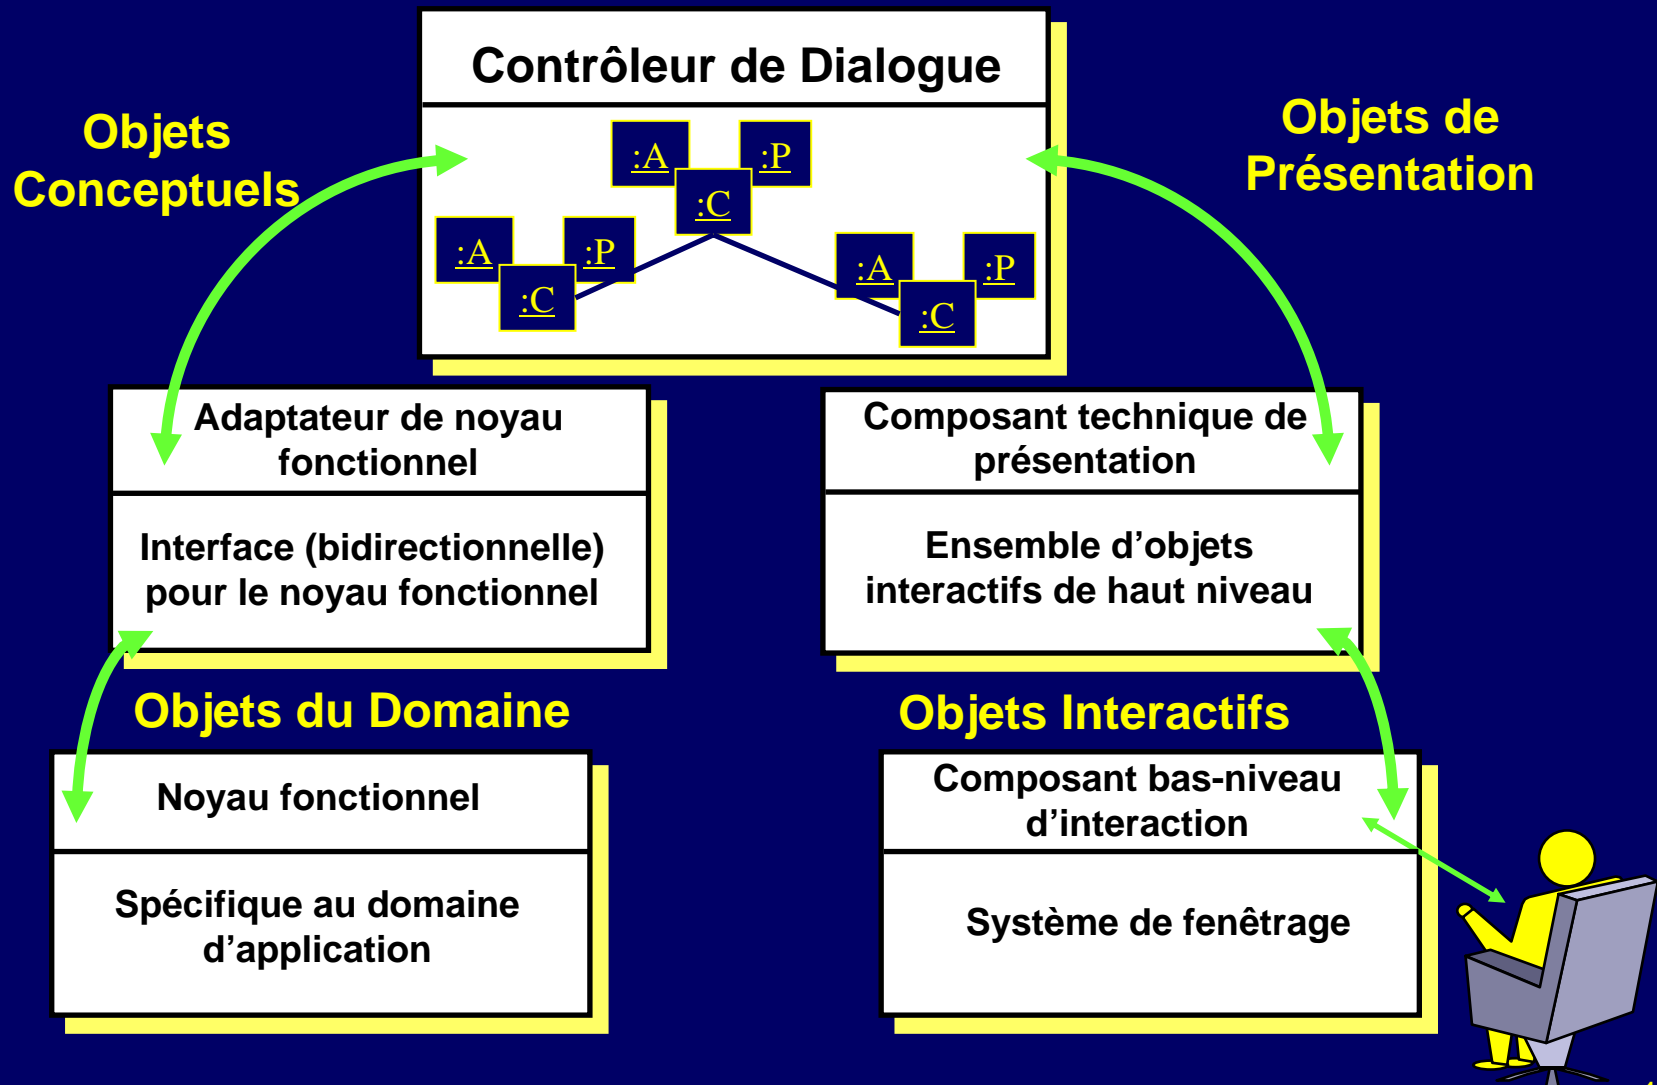 Contrôleur de Dialogue
Objets
Conceptuels
Objets de
Présentation
:A
:P
:C
:A
:P
:C
:A
:P
:C
Adaptateur de noyau
fonctionnel
Interface (bidirectionnelle)
pour le noyau fonctionnel
Composant technique de
présentation
Ensemble d’objets
interactifs de haut niveau
Objets du Domaine
Objets Interactifs
Noyau fonctionnel
Spécifique au domaine
d’application
Composant bas-niveau
d’interaction
Système de fenêtrage